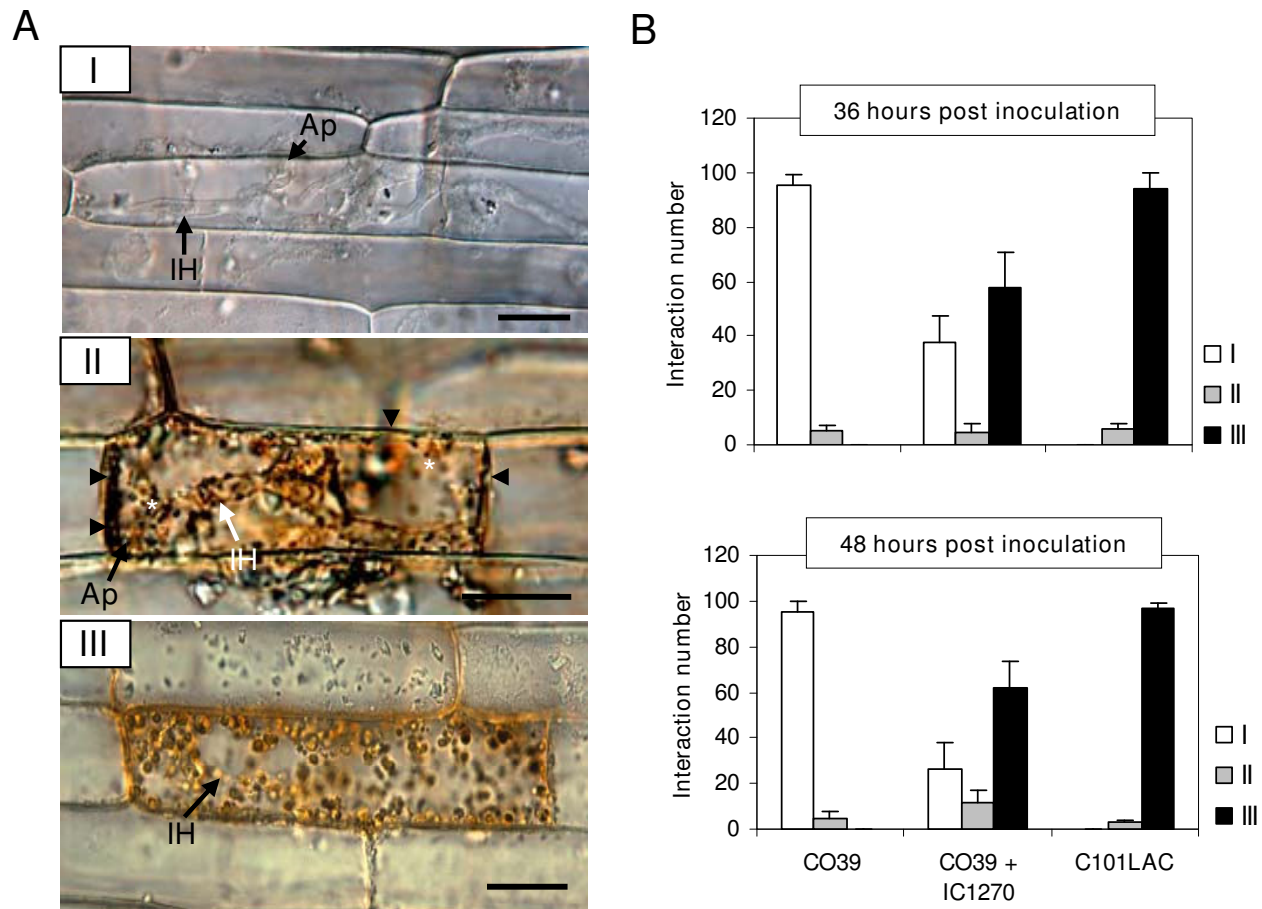 A
I
Ap
IH
II
IH
Ap
III
IH
B
36 hours post inoculation
120
100
80
60
40
20
0
Interaction number
I
II
III
48 hours post inoculation
120
100
80
60
40
20
0
Interaction number
I
II
III
CO39
CO39 +
IC1270
C101LAC
*
*